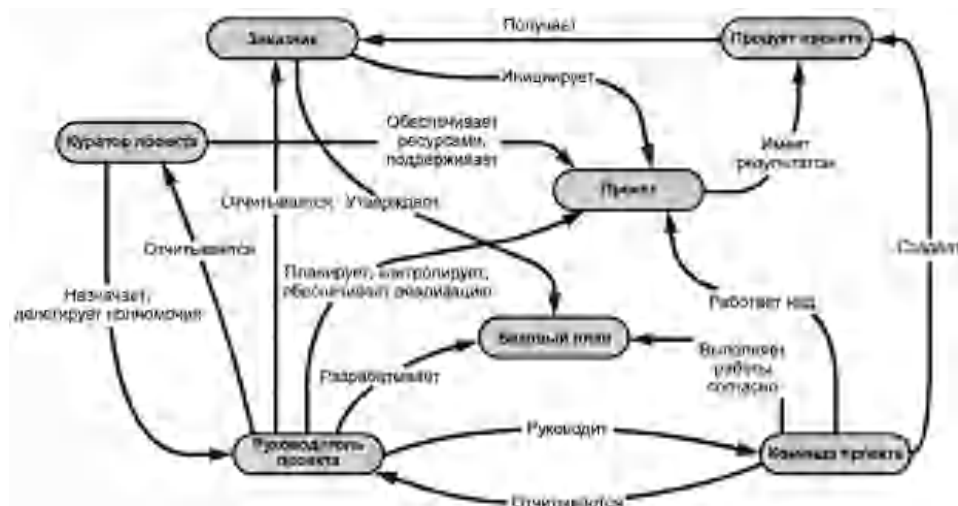 Получает
Заказчик
Продукт проекта
Инициирует
Куратор проекта
Обеспечивает
ресурсами,
поддерживает
Имеет
результатом
Проект
Отчитывается
Утверждает
Отчитывается
Создает
Планирует, контролирует,
обеспечивает реализацию
Назначает,
делегирует полномочия
Работает над
Базовый план
Выполняет
работы
согласно
Разрабатывает
Руководитель
проекта
Руководит
Команда проекта
Отчитывается